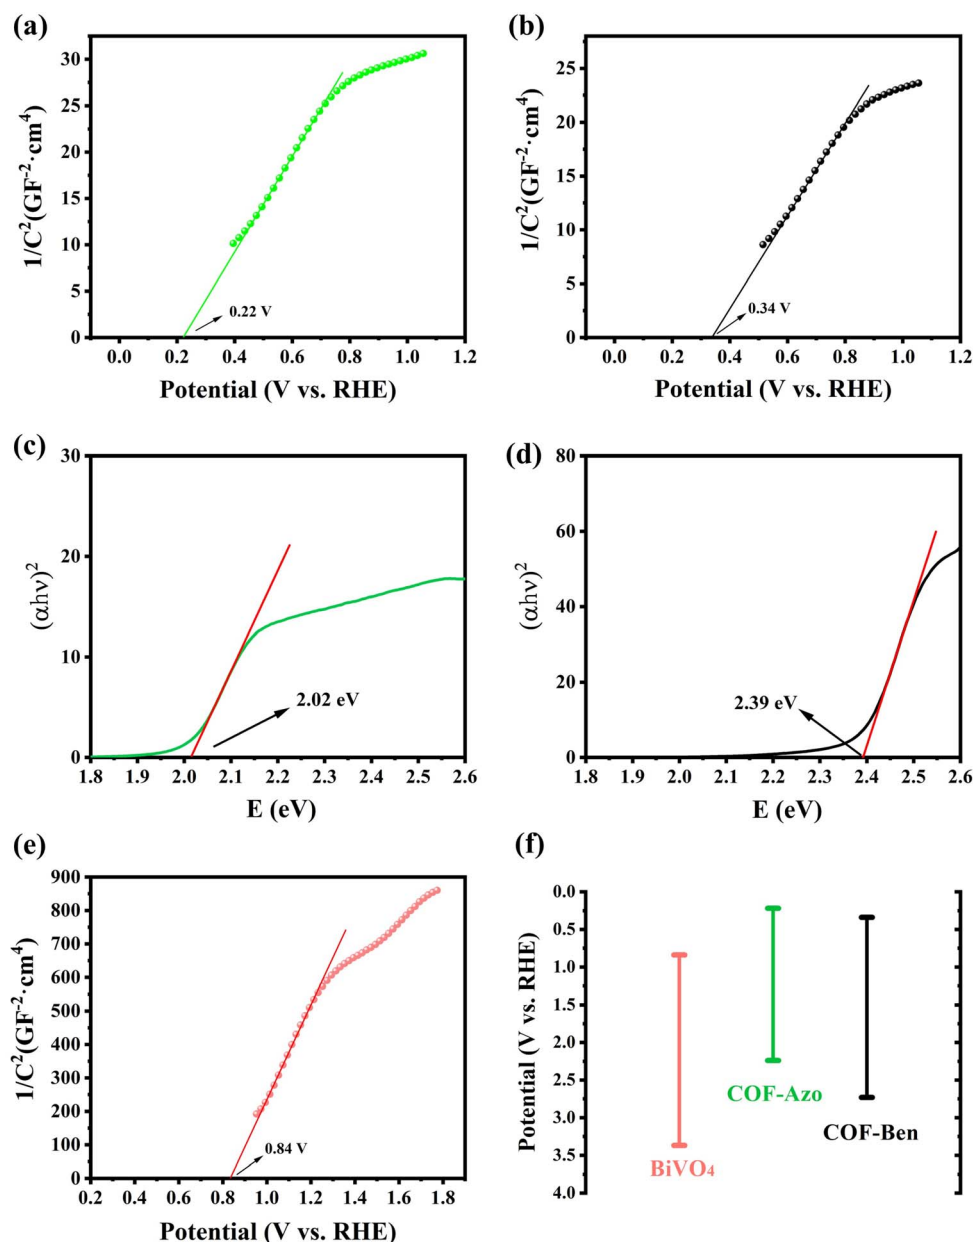 (a)
1/C²(GF⁻²·cm⁴)
30
25
20
15
10
5
0
0.22 V
0.0 0.2 0.4 0.6 0.8 1.0 1.2
Potential (V vs. RHE)
(b)
1/C²(GF⁻²·cm⁴)
25
20
15
10
5
0
0.34 V
0.0 0.2 0.4 0.6 0.8 1.0 1.2
Potential (V vs. RHE)
(c)
(αhν)²
30
20
10
0
2.02 eV
1.8 1.9 2.0 2.1 2.2 2.3 2.4 2.5 2.6
E (eV)
(d)
(αhν)²
80
60
40
20
0
2.39 eV
1.8 1.9 2.0 2.1 2.2 2.3 2.4 2.5 2.6
E (eV)
(e)
1/C²(GF⁻²·cm⁴)
900
800
700
600
500
400
300
200
100
0
0.84 V
0.2 0.4 0.6 0.8 1.0 1.2 1.4 1.6 1.8
Potential (V vs. RHE)
(f)
Potential (V vs. RHE)
0.0
0.5
1.0
1.5
2.0
2.5
3.0
3.5
4.0
COF-Azo
COF-Ben
BiVO₄